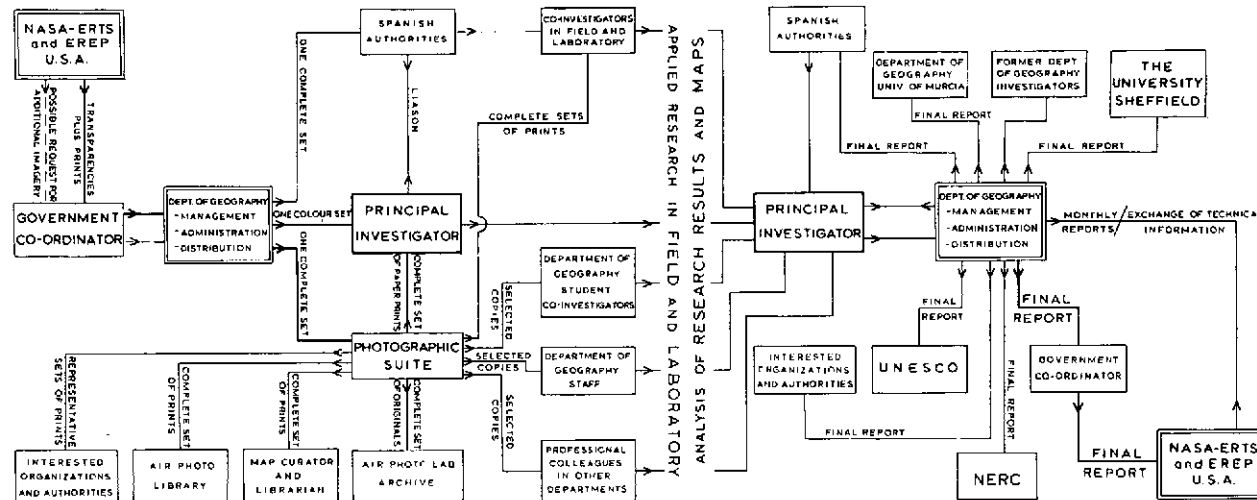 NASA-ERTS
and EREP
U.S.A.
POSSIBLE REQUEST FOR
ADDITIONAL IMAGERY
TRANSPARENCIES
PLUS PRINTS
GOVERNMENT
CO-ORDINATOR
DEPT. OF GEOGRAPHY
-MANAGEMENT
-ADMINISTRATION
-DISTRIBUTION
ONE COMPLETE SET
ONE COLOUR SET
ONE COMPLETE SET
SPANISH
AUTHORITIES
LIASON
PRINCIPAL
INVESTIGATOR
COMPLETE SET
OF PAPER PRINTS
PHOTOGRAPHIC
SUITE
REPRESENTATIVE
SETS OF PRINTS
COMPLETE SET
OF PRINTS
COMPLETE SET
OF PRINTS
COMPLETE SET
OF ORIGINALS
INTERESTED
ORGANIZATIONS
AND AUTHORITIES
AIR PHOTO
LIBRARY
MAP CURATOR
AND
LIBRARIAN
AIR PHOTO LAB
ARCHIVE
CO-INVESTIGATORS
IN FIELD AND
LABORATORY
COMPLETE SETS
OF PRINTS
SELECTED
COPIES
DEPARTMENT OF
GEOGRAPHY
STUDENT
CO-INVESTIGATORS
SELECTED
COPIES
DEPARTMENT OF
GEOGRAPHY
STAFF
SELECTED
COPIES
PROFESSIONAL
COLLEAGUES
IN OTHER
DEPARTMENTS
APPLIED RESEARCH IN FIELD AND LABORATORY
ANALYSIS OF RESEARCH RESULTS AND MAPS
SPANISH
AUTHORITIES
PRINCIPAL
INVESTIGATOR
FINAL REPORT
DEPARTMENT OF
GEOGRAPHY
UNIV OF MURCIA
FINAL REPORT
FORMER DEPT
OF GEOGRAPHY
INVESTIGATORS
THE
UNIVERSITY
SHEFFIELD
FINAL REPORT
DEPT. OF GEOGRAPHY
-MANAGEMENT
-ADMINISTRATION
-DISTRIBUTION
MONTHLY
REPORTS
EXCHANGE OF TECHNICA
INFORMATION
FINAL
REPORT
UNESCO
FINAL
REPORT
GOVERNMENT
CO-ORDINATOR
INTERESTED
ORGANIZATIONS
AND AUTHORITIES
FINAL REPORT
FINAL REPORT
NERC
FINAL
REPORT
NASA-ERTS
and EREP
U.S.A.